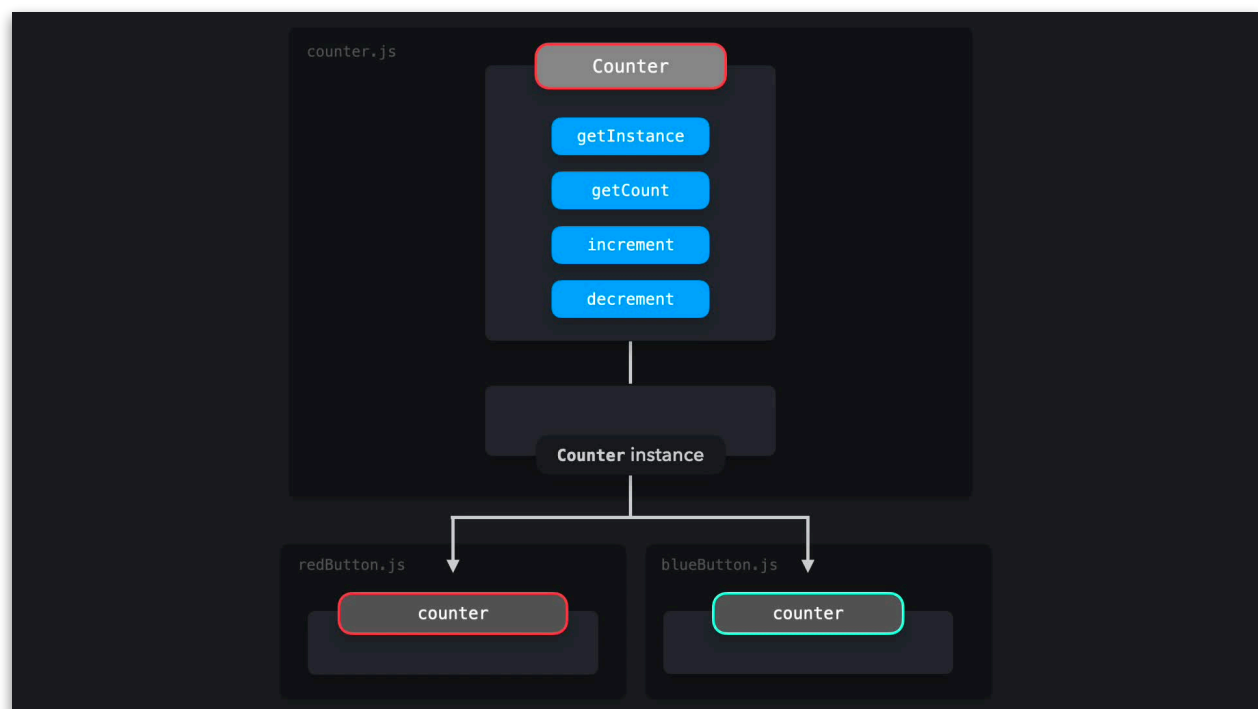 counter.js
Counter
getInstance
getCount
increment
decrement
Counter instance
redButton.js
counter
blueButton.js
counter